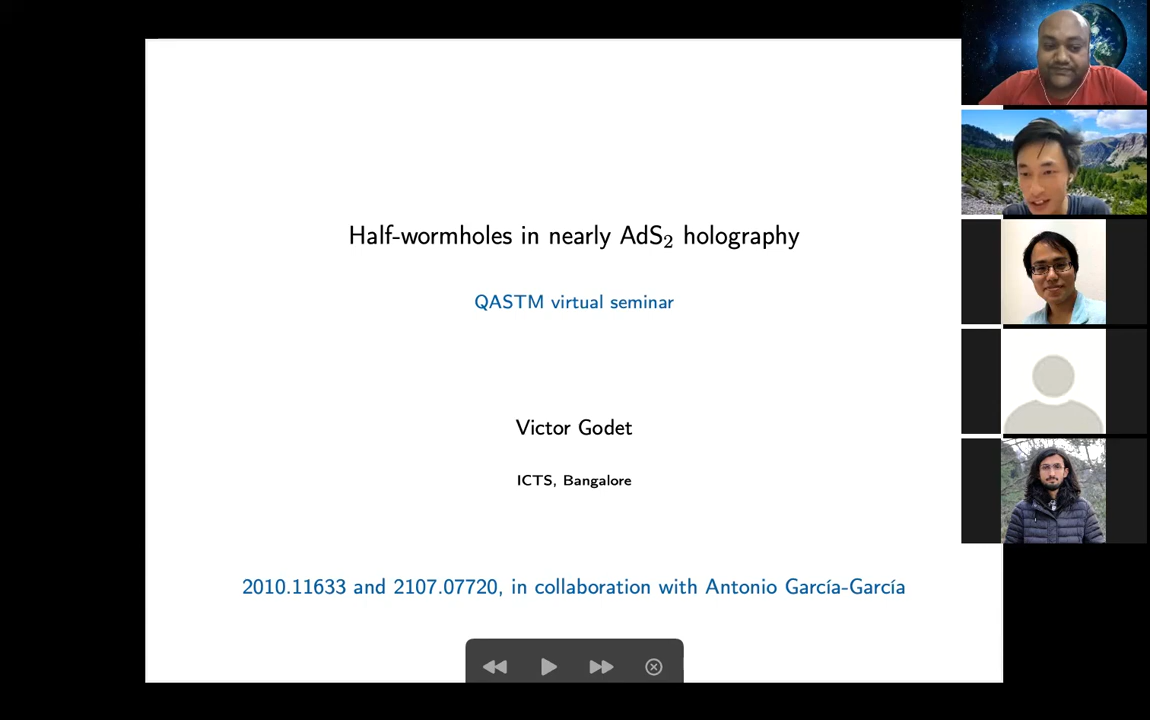 Half-wormholes in nearly AdS₂ holography
QASTM virtual seminar
Victor Godet
ICTS, Bangalore
2010.11633 and 2107.07720, in collaboration with Antonio García-García